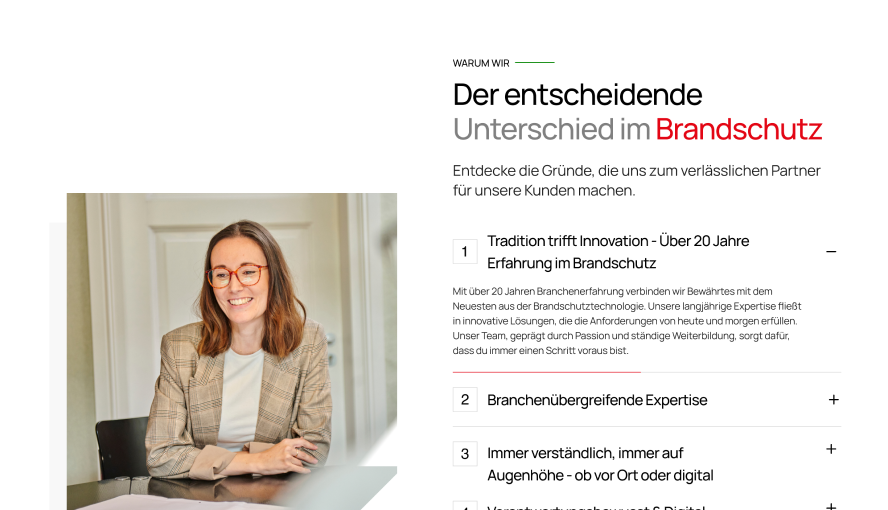 WARUM WIR
Der entscheidende
Unterschied im Brandschutz
Entdecke die Gründe, die uns zum verlässlichen Partner
für unsere Kunden machen.
1
Tradition trifft Innovation - Über 20 Jahre
Erfahrung im Brandschutz
Mit über 20 Jahren Branchenerfahrung verbinden wir Bewährtes mit dem
Neuesten aus der Brandschutztechnologie. Unsere langjährige Expertise fließt
in innovative Lösungen, die die Anforderungen von heute und morgen erfüllen.
Unser Team, geprägt durch Passion und ständige Weiterbildung, sorgt dafür,
dass du immer einen Schritt voraus bist.
2 Branchenübergreifende Expertise
3
Immer verständlich, immer auf
Augenhöhe - ob vor Ort oder digital